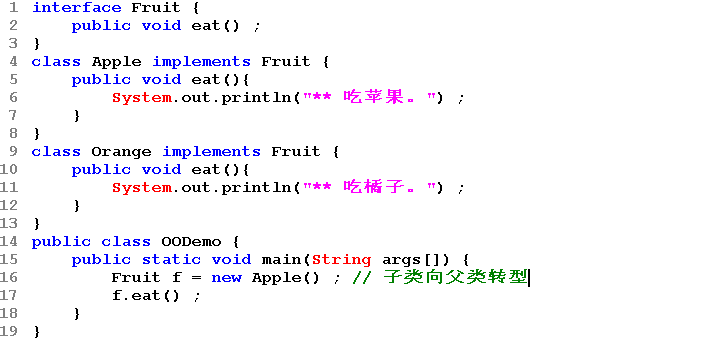 1 interface Fruit {
2     public void eat() ;
3 }
4 class Apple implements Fruit {
5     public void eat(){
6         System.out.println("** 吃苹果。") ;
7     }
8 }
9 class Orange implements Fruit {
10     public void eat(){
11         System.out.println("** 吃橘子。") ;
12     }
13 }
14 public class OODemo {
15     public static void main(String args[]) {
16         Fruit f = new Apple() ; // 子类向父类转型
17         f.eat() ;
18     }
19 }